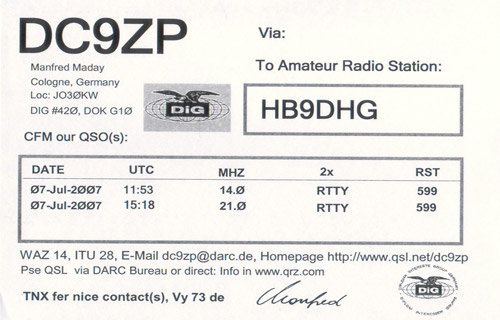 DC9ZP
Via:
Manfred Maday
Cologne, Germany
Loc: JO3ØKW
DIG #42Ø, DOK G1Ø
To Amateur Radio Station:
DIG
HB9DHG
CFM our QSO(s):
DATE UTC MHZ 2x RST
Ø7-Jul-2ØØ7 11:53 14.Ø RTTY 599
Ø7-Jul-2ØØ7 15:18 21.Ø RTTY 599
WAZ 14, ITU 28, E-Mail dc9zp@darc.de, Homepage http://www.qsl.net/dc9zp
Pse QSL via DARC Bureau or direct: Info in www.qrz.com
TNX fer nice contact(s), Vy 73 de Manfred
DIG